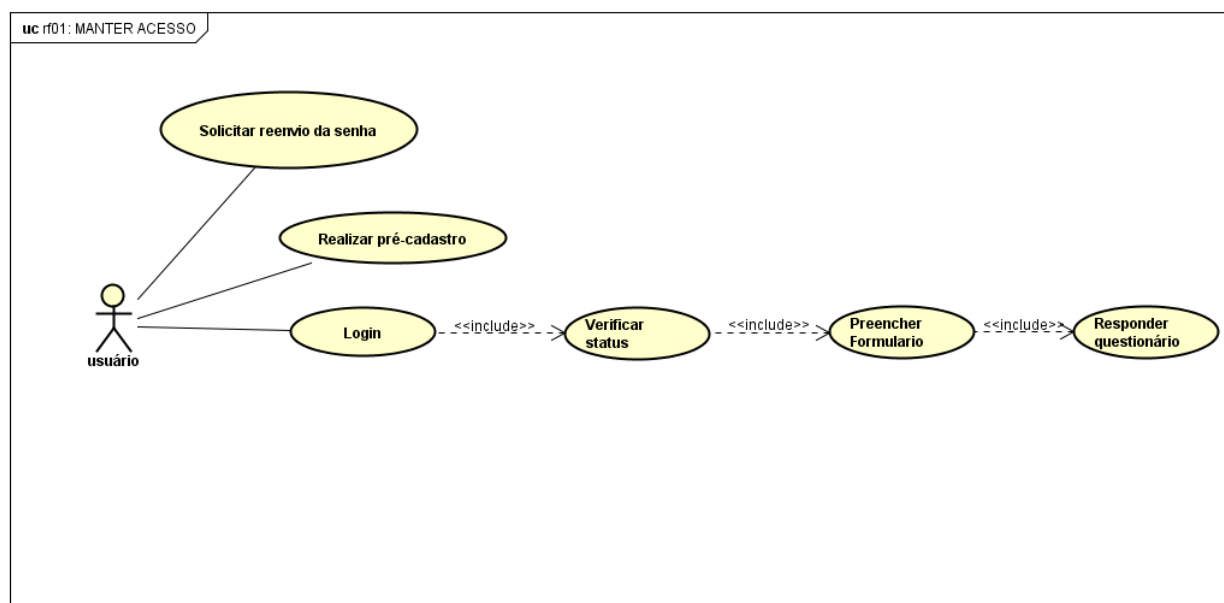 uc rf01: MANTER ACESSO
Solicitar reenvio da senha
Realizar pré-cadastro
usuário
Login
<<include>>
Verificar
status
<<include>>
Preencher
Formulario
<<include>>
Responder
questionário